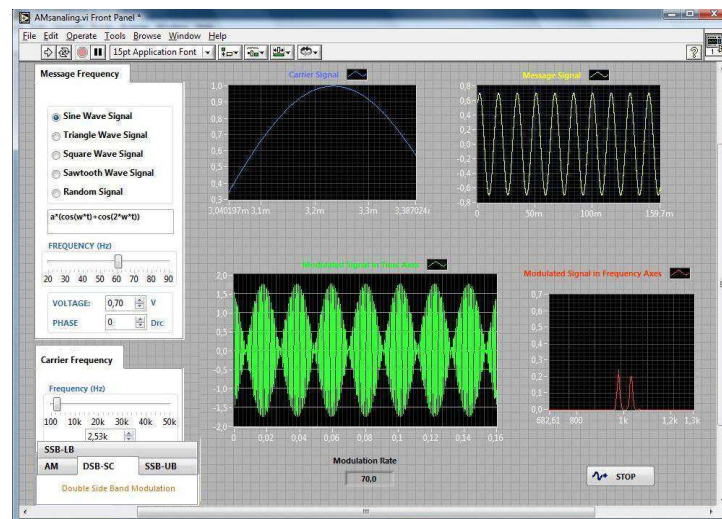 AMsanaling.vi Front Panel *
File Edit Operate Tools Browse Window Help
15pt Application Font
?
1
Message Frequency
Sine Wave Signal
Triangle Wave Signal
Square Wave Signal
Sawtooth Wave Signal
Random Signal
a*(cos(w*t)+cos(2*w*t))
FREQUENCY (Hz)
20 30 40 50 60 70 80 90
VOLTAGE: 0,70 V
PHASE 0 Drc
Carrier Frequency
Frequency (Hz)
100 10k 20k 30k 40k 50k
2,53k
SSB-LB
AM DSB-SC SSB-UB
Double Side Band Modulation
Carrier Signal
1,0
0,9
0,8
0,7
0,6
0,5
0,4
0,3
3,040197m 3,1m 3,2m 3,3m 3,387024
Message Signal
0,8
0,6
0,4
0,2
0,0
-0,2
-0,4
-0,6
-0,8
0 50m 100m 159,7m
Modulated Signal in Time Axes
2,0
1,5
1,0
0,5
0,0
-0,5
-1,0
-1,5
-2,0
0 0,02 0,04 0,06 0,08 0,1 0,12 0,14 0,16
Modulated Signal in Frequency Axes
0,7
0,6
0,5
0,4
0,3
0,2
0,1
0,0
682,61 800 1k 1,2k 1,3k
Modulation Rate
70,0
STOP